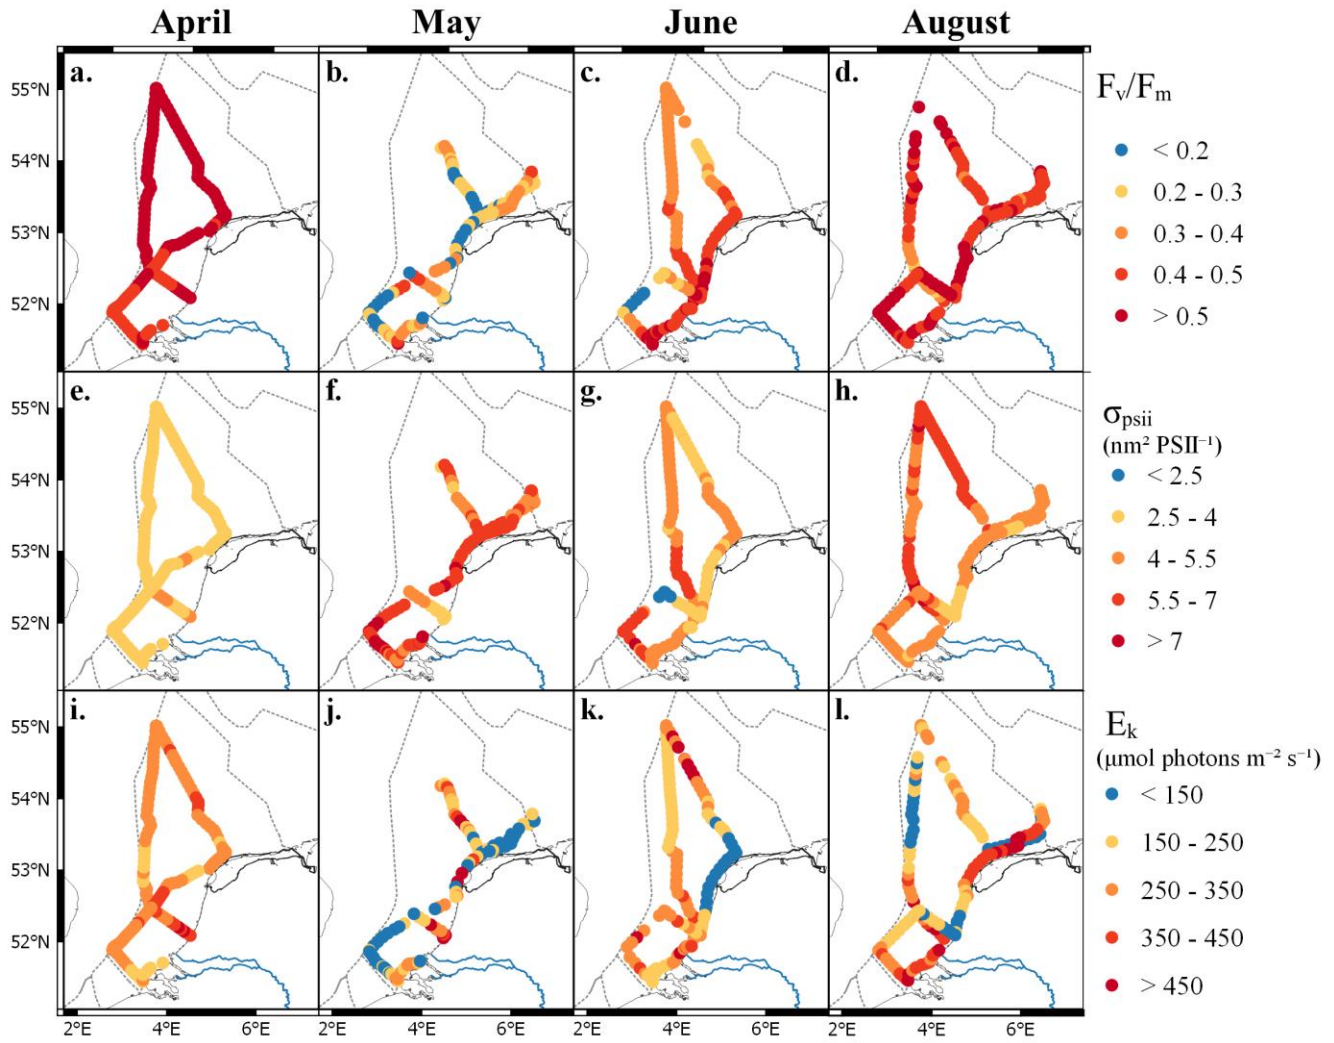 April May June August
a. b. c. d.
55°N
54°N
53°N
52°N
Fᵥ/Fₘ
< 0.2
0.2 - 0.3
0.3 - 0.4
0.4 - 0.5
> 0.5
e. f. g. h.
55°N
54°N
53°N
52°N
σₚₛᵢᵢ
(nm² PSII⁻¹)
< 2.5
2.5 - 4
4 - 5.5
5.5 - 7
> 7
i. j. k. l.
55°N
54°N
53°N
52°N
Eₖ
(μmol photons m⁻² s⁻¹)
< 150
150 - 250
250 - 350
350 - 450
> 450
2°E 4°E 6°E 2°E 4°E 6°E 2°E 4°E 6°E 2°E 4°E 6°E